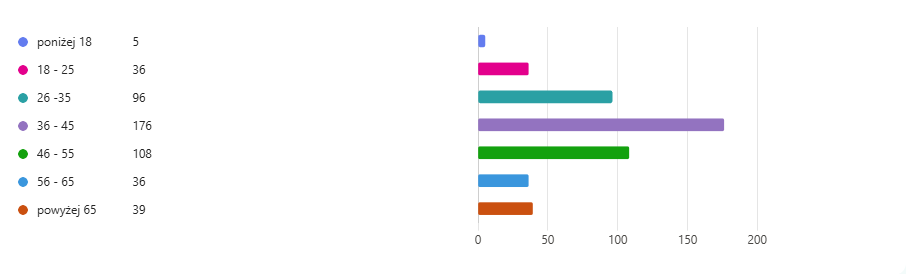 poniżej 18 5
18 - 25 36
26 -35 96
36 - 45 176
46 - 55 108
56 - 65 36
powyżej 65 39
0 50 100 150 200